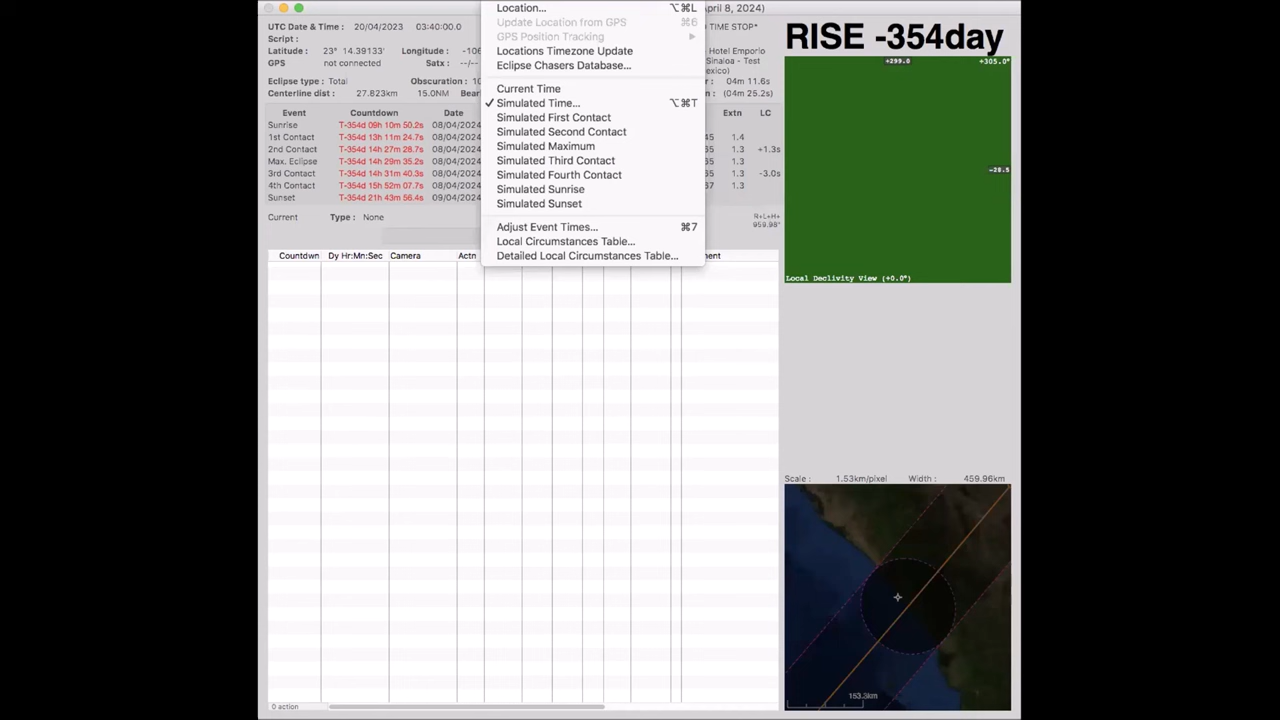 Location... ⌥⌘L
April 8, 2024)
Update Location from GPS ⌘6
GPS Position Tracking ▶
Locations Timezone Update
Eclipse Chasers Database...
Current Time
✓ Simulated Time... ⌥⌘T
Simulated First Contact
Simulated Second Contact
Simulated Maximum
Simulated Third Contact
Simulated Fourth Contact
Simulated Sunrise
Simulated Sunset
Adjust Event Times... ⌘7
Local Circumstances Table...
Detailed Local Circumstances Table...
UTC Date & Time : 20/04/2023 03:40:00.0
TIME STOP*
Script :
Latitude : 23° 14.39133' Longitude : -106
Hotel Emporio
GPS not connected Satx : --/--
Sinaloa - Test
Eclipse type : Total Obscuration : 10
: 04m 11.6s
Centerline dist : 27.823km 15.0NM
(04m 25.2s)
Event Countdown Date Extn LC
Sunrise T-354d 09h 10m 50.2s 08/04/2024
1st Contact T-354d 13h 11m 24.7s 08/04/2024 45 1.4
2nd Contact T-354d 14h 27m 28.7s 08/04/2024 65 1.3 +1.3s
Max. Eclipse T-354d 14h 29m 35.2s 08/04/2024 65 1.3
3rd Contact T-354d 14h 31m 40.3s 08/04/2024 65 1.3 -3.0s
4th Contact T-354d 15h 52m 07.7s 08/04/2024 67 1.3
Sunset T-354d 21h 43m 56.4s 09/04/2024
Current Type : None
R+L+H+
959.98"
Countdwn Dy Hr:Mn:Sec Camera Actn
0 action
RISE -354day
+299.0 +305.0°
-28.5
Local Declivity View (+0.0°)
Scale : 1.53km/pixel Width : 459.96km
153.3km